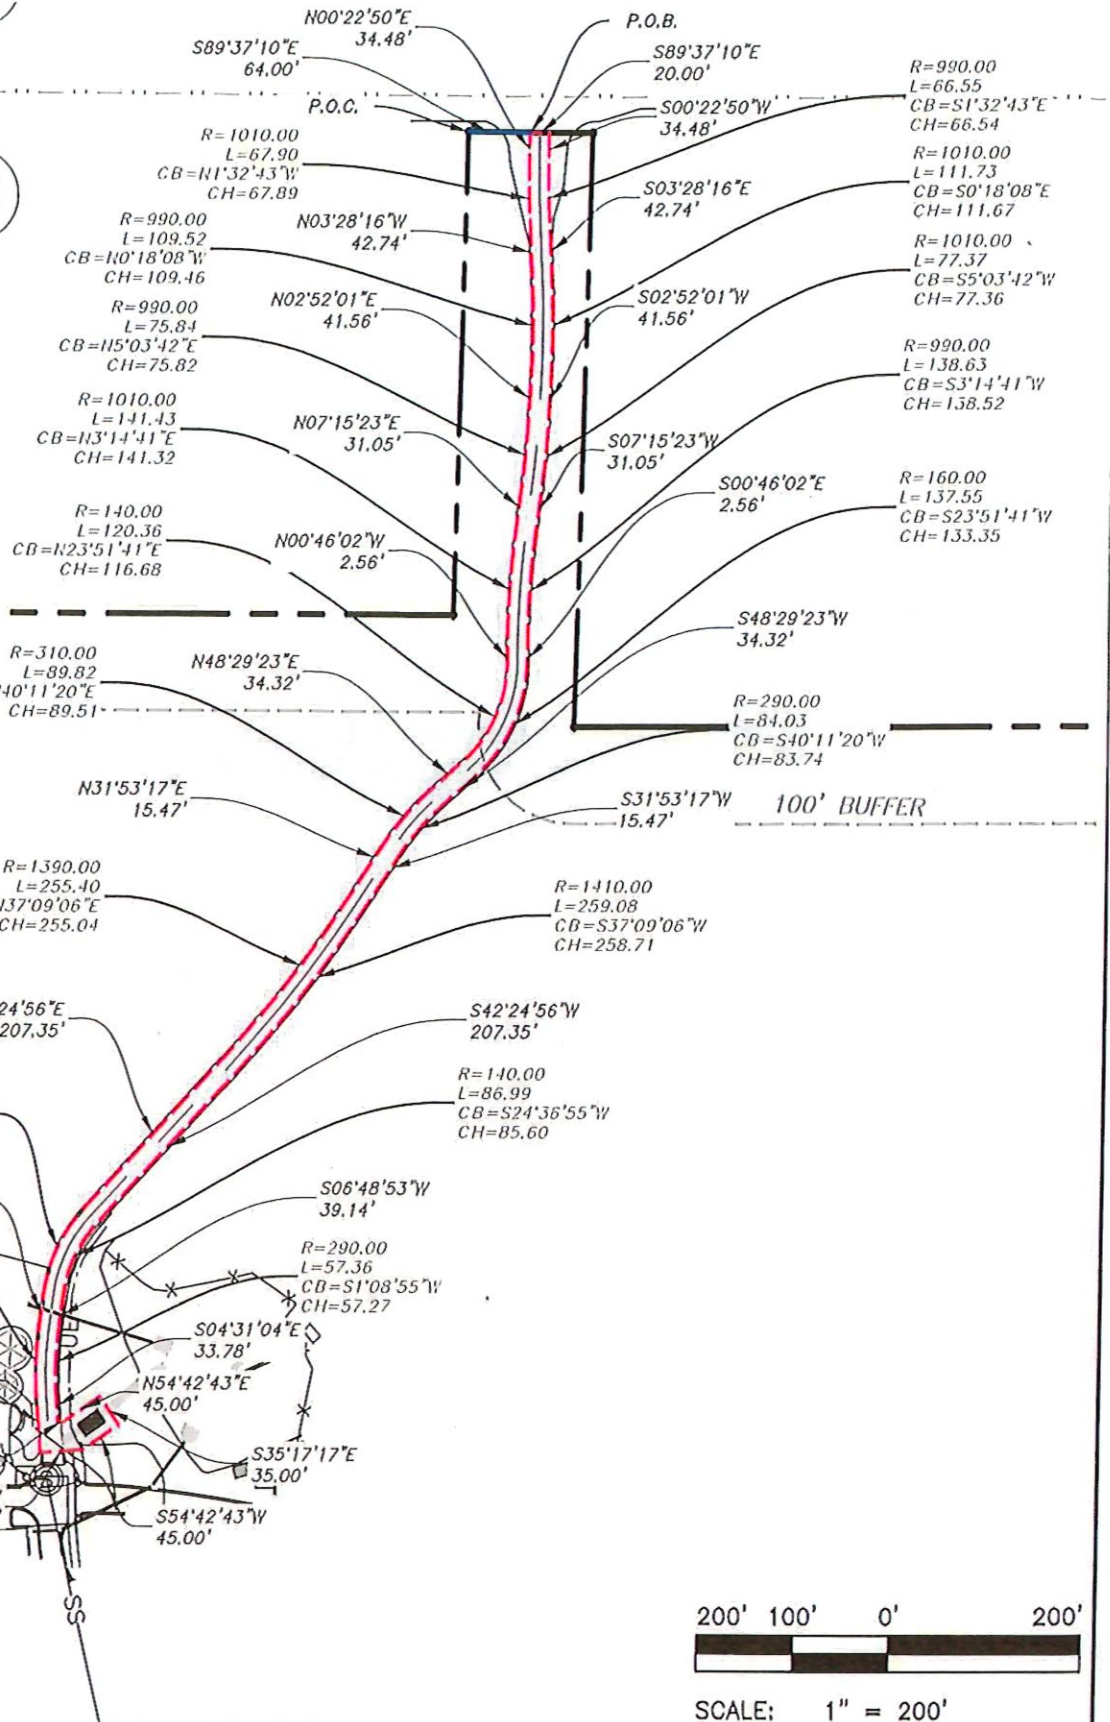 N00°22'50"E
34.48'
P.O.B.
S89°37'10"E
64.00'
S89°37'10"E
20.00'
P.O.C.
S00°22'50"W
34.48'
R=990.00
L=66.55
CB=S1°32'43"E
CH=66.54
R=1010.00
L=67.90
CB=N1°32'43"W
CH=67.89
R=1010.00
L=111.73
CB=S0°18'08"E
CH=111.67
S03°28'16"E
42.74'
N03°28'16"W
42.74'
R=990.00
L=109.52
CB=N0°18'08"W
CH=109.46
R=1010.00
L=77.37
CB=S5°03'42"W
CH=77.36
N02°52'01"E
41.56'
S02°52'01"W
41.56'
R=990.00
L=75.84
CB=N5°03'42"E
CH=75.82
R=990.00
L=138.63
CB=S3°14'41"W
CH=138.52
R=1010.00
L=141.43
CB=N3°14'41"E
CH=141.32
N07°15'23"E
31.05'
S07°15'23"W
31.05'
S00°46'02"E
2.56'
R=160.00
L=137.55
CB=S23°51'41"W
CH=133.35
R=140.00
L=120.36
CB=N23°51'41"E
CH=116.68
N00°46'02"W
2.56'
S48°29'23"W
34.32'
R=310.00
L=89.82
40°11'20"E
CH=89.51
N48°29'23"E
34.32'
R=290.00
L=84.03
CB=S40°11'20"W
CH=83.74
N31°53'17"E
15.47'
S31°53'17"W
15.47'
100' BUFFER
R=1390.00
L=255.40
37°09'06"E
CH=255.04
R=1410.00
L=259.08
CB=S37°09'06"W
CH=258.71
24'56"E
207.35'
S42°24'56"W
207.35'
R=140.00
L=86.99
CB=S24°36'55"W
CH=85.60
S06°48'53"W
39.14'
R=290.00
L=57.36
CB=S1°08'55"W
CH=57.27
UE
S04°31'04"E
33.78'
N54°42'43"E
45.00'
S35°17'17"E
35.00'
S54°42'43"W
45.00'
SS
200' 100' 0' 200'
SCALE: 1" = 200'